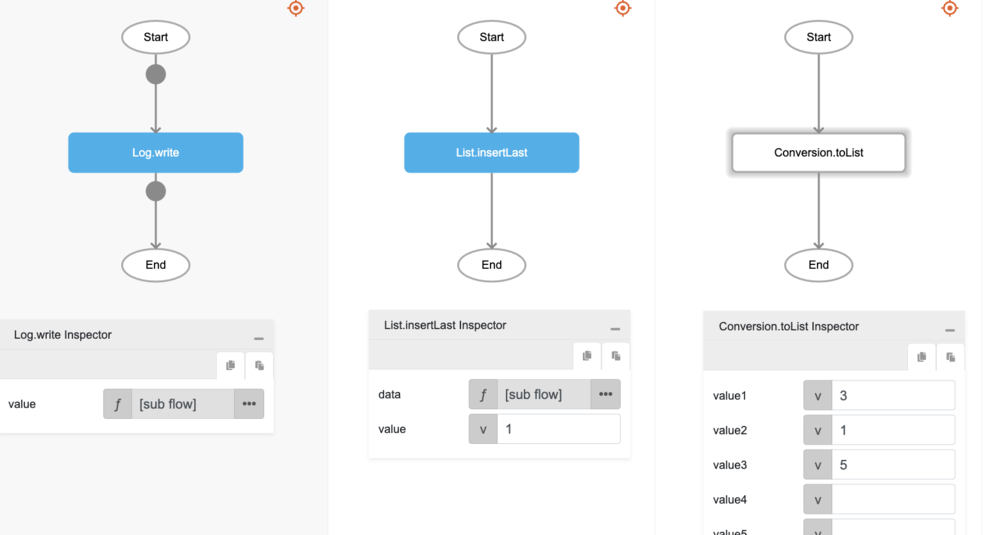 Start
Log.write
End
Log.write Inspector
value f [sub flow] •••
Start
List.insertLast
End
List.insertLast Inspector
data f [sub flow] •••
value v 1
Start
Conversion.toList
End
Conversion.toList Inspector
value1 v 3
value2 v 1
value3 v 5
value4 v
value5 v